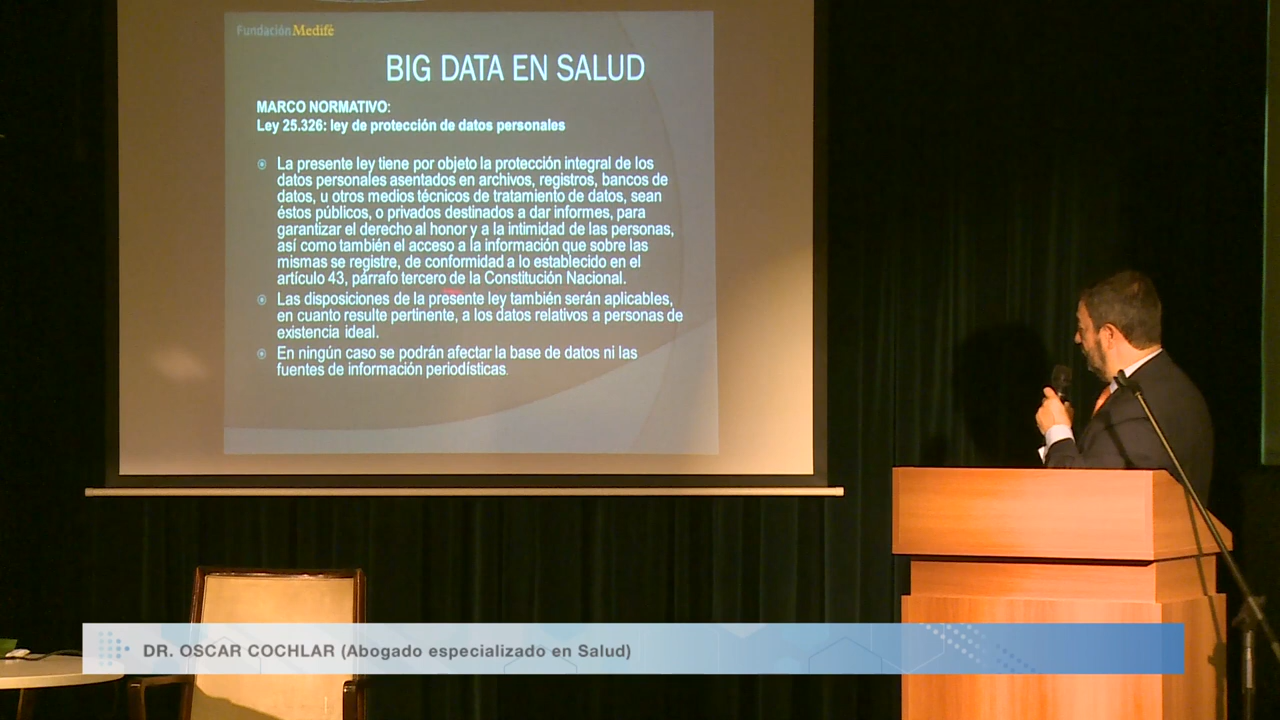 Fundación Medifé
BIG DATA EN SALUD
MARCO NORMATIVO:
Ley 25.326: ley de protección de datos personales
La presente ley tiene por objeto la protección integral de los
datos personales asentados en archivos, registros, bancos de
datos, u otros medios técnicos de tratamiento de datos, sean
éstos públicos, o privados destinados a dar informes, para
garantizar el derecho al honor y a la intimidad de las personas,
así como también el acceso a la información que sobre las
mismas se registre, de conformidad a lo establecido en el
artículo 43, párrafo tercero de la Constitución Nacional.
Las disposiciones de la presente ley también serán aplicables,
en cuanto resulte pertinente, a los datos relativos a personas de
existencia ideal.
En ningún caso se podrán afectar la base de datos ni las
fuentes de información periodísticas.
DR. OSCAR COCHLAR (Abogado especializado en Salud)